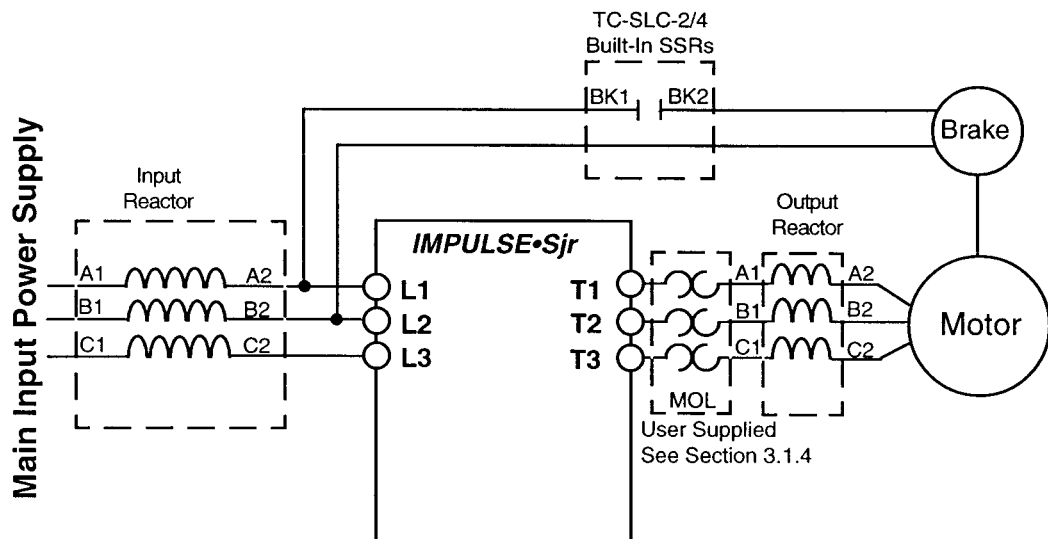 TC-SLC-2/4
Built-In SSRs
BK1 BK2
Brake
Main Input Power Supply
Input
Reactor
Output
Reactor
IMPULSE•Sjr
A1 A2 L1 T1 A1 A2
B1 B2 L2 T2 B1 B2
C1 C2 L3 T3 C1 C2
Motor
MOL
User Supplied
See Section 3.1.4